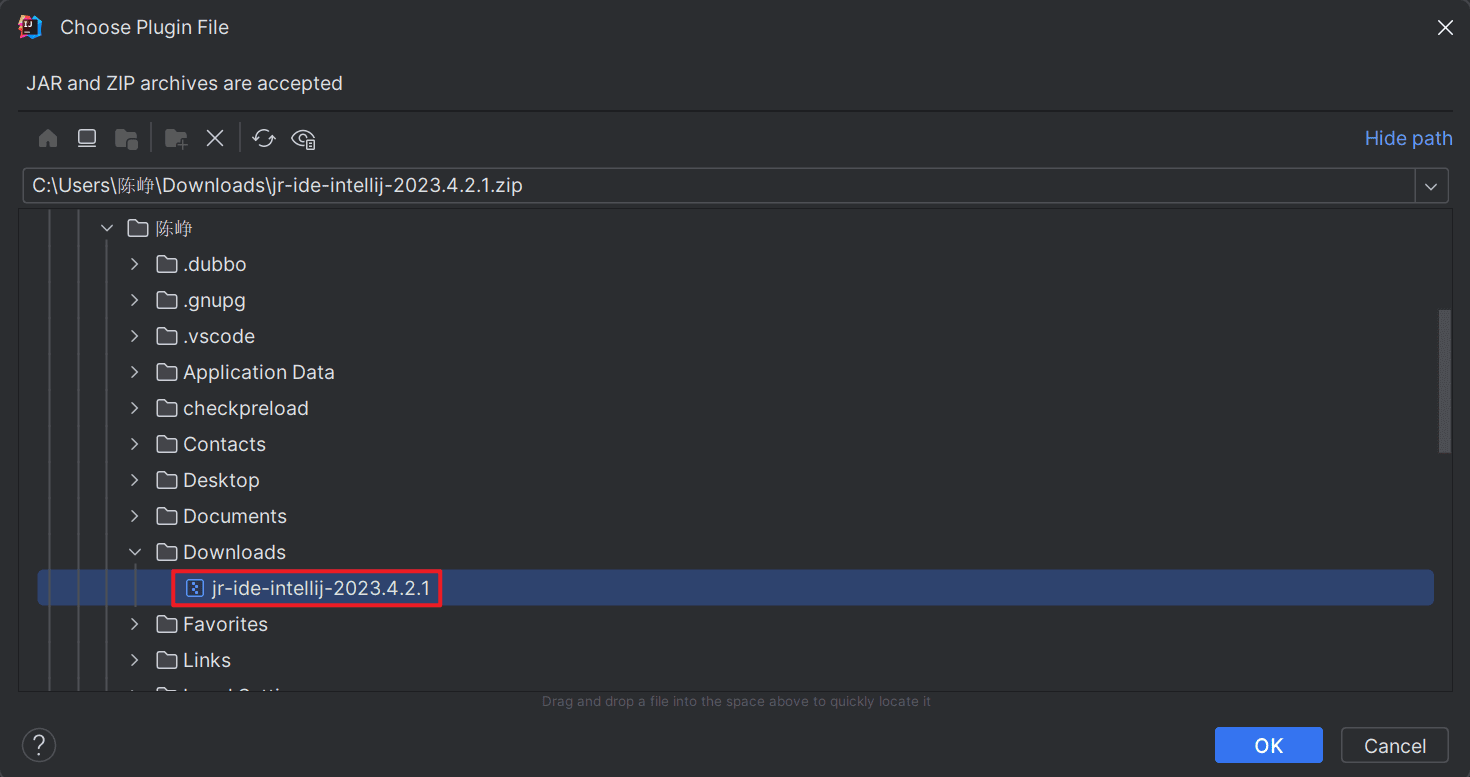 Choose Plugin File
JAR and ZIP archives are accepted
Hide path
C:\Users\陈峥\Downloads\jr-ide-intellij-2023.4.2.1.zip
陈峥
.dubbo
.gnupg
.vscode
Application Data
checkpreload
Contacts
Desktop
Documents
Downloads
jr-ide-intellij-2023.4.2.1
Favorites
Links
Drag and drop a file into the space above to quickly locate it
?
OK
Cancel